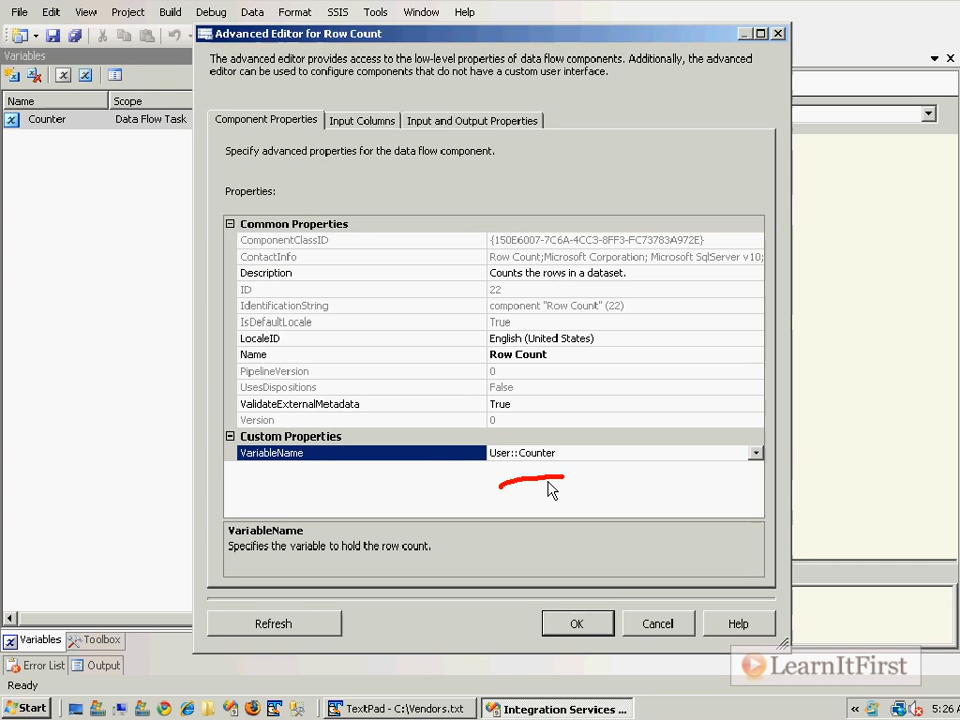 File Edit View Project Build Debug Data Format SSIS Tools Window Help
Advanced Editor for Row Count
Variables
The advanced editor provides access to the low-level properties of data flow components. Additionally, the advanced
editor can be used to configure components that do not have a custom user interface.
Name Scope
Counter Data Flow Task
Component Properties Input Columns Input and Output Properties
Specify advanced properties for the data flow component.
Properties:
Common Properties
ComponentClassID {150E6007-7C6A-4CC3-8FF3-FC73783A972E}
ContactInfo Row Count;Microsoft Corporation; Microsoft SqlServer v10;
Description Counts the rows in a dataset.
ID 22
IdentificationString component "Row Count" (22)
IsDefaultLocale True
LocaleID English (United States)
Name Row Count
PipelineVersion 0
UsesDispositions False
ValidateExternalMetadata True
Version 0
Custom Properties
VariableName User::Counter
VariableName
Specifies the variable to hold the row count.
Refresh OK Cancel Help
Variables Toolbox
Error List Output
LearnItFirst
Ready
Start TextPad - C:\Vendors.txt Integration Services ... « 5:26